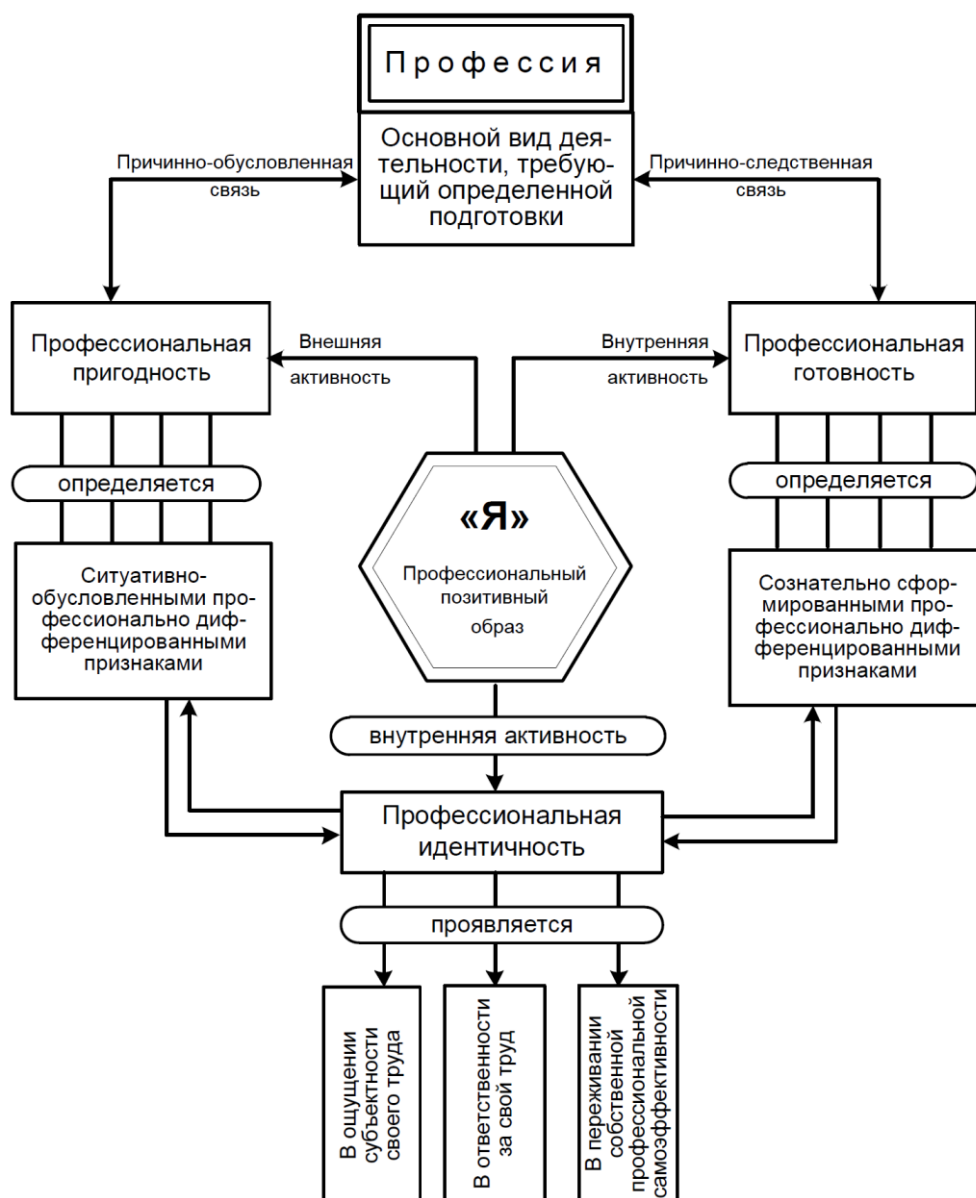 Профессия
Основной вид дея-
тельности, требую-
щий определенной
подготовки
Причинно-обусловленная
связь
Причинно-следственная
связь
Профессиональная
пригодность
Внешняя
активность
Внутренняя
активность
Профессиональная
готовность
определяется
«Я»
Профессиональный
позитивный
образ
определяется
Ситуативно-
обусловленными про-
фессионально диф-
ференцированными
признаками
Сознательно сфор-
мированными про-
фессионально диф-
ференцированными
признаками
внутренняя активность
Профессиональная
идентичность
проявляется
В ощущении
субъектности
своего труда
В ответственности
за свой труд
В переживании
собственной
профессиональной
самоэффективности